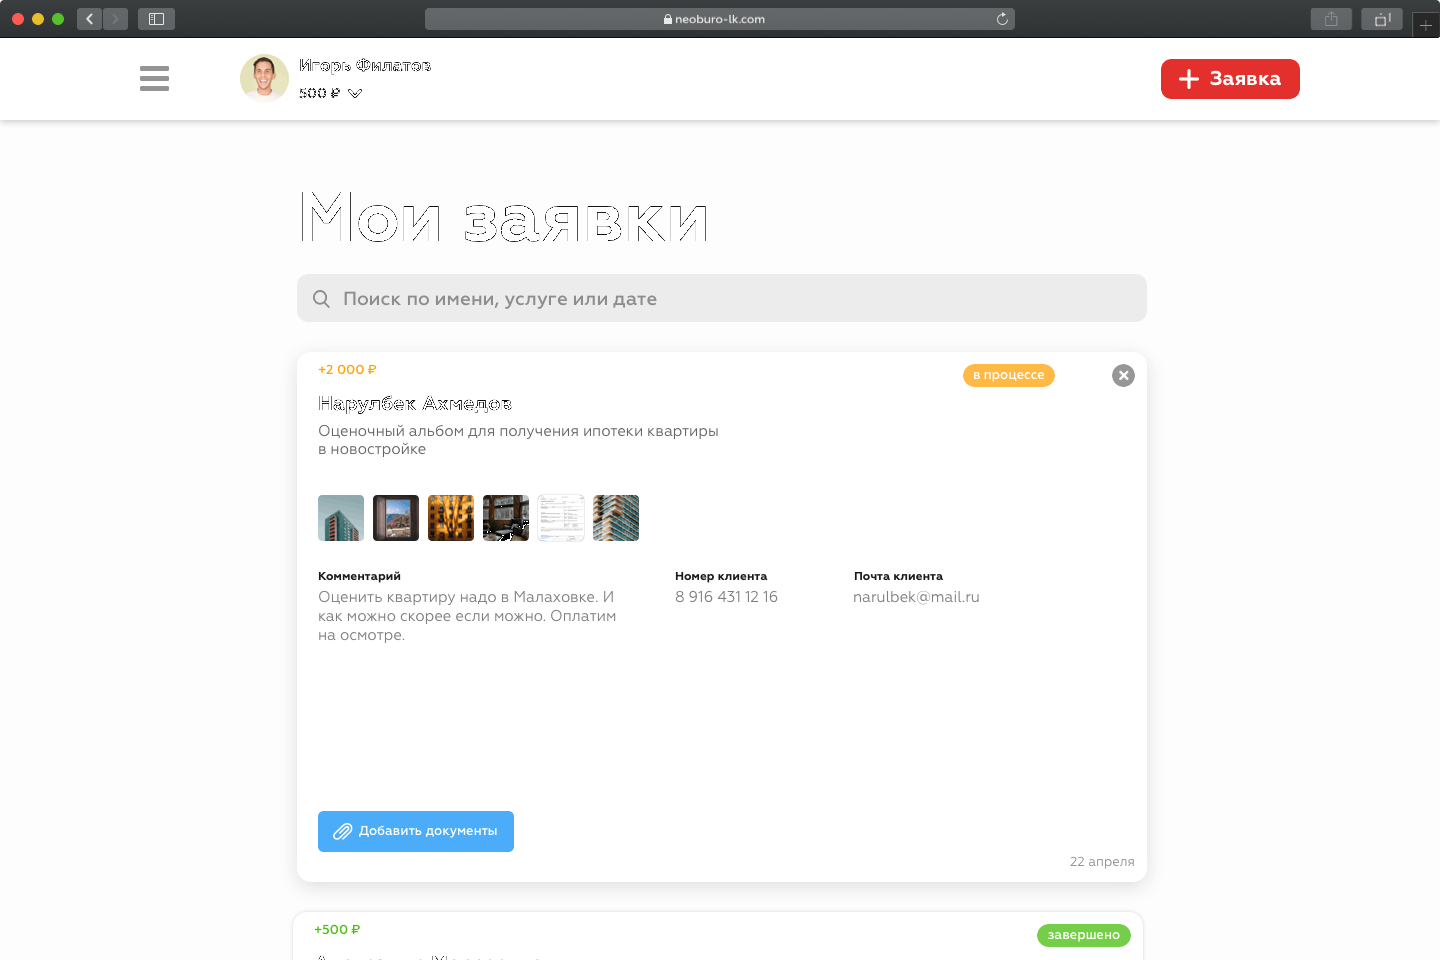 neoburo-lk.com
Игорь Филатов
500 ₽
Заявка
Мои заявки
Поиск по имени, услуге или дате
+2 000 ₽
в процессе
Нарулбек Ахмедов
Оценочный альбом для получения ипотеки квартиры
в новостройке
Комментарий
Оценить квартиру надо в Малаховке. И
как можно скорее если можно. Оплатим
на осмотре.
Номер клиента
8 916 431 12 16
Почта клиента
narulbek@mail.ru
Добавить документы
22 апреля
+500 ₽
завершено